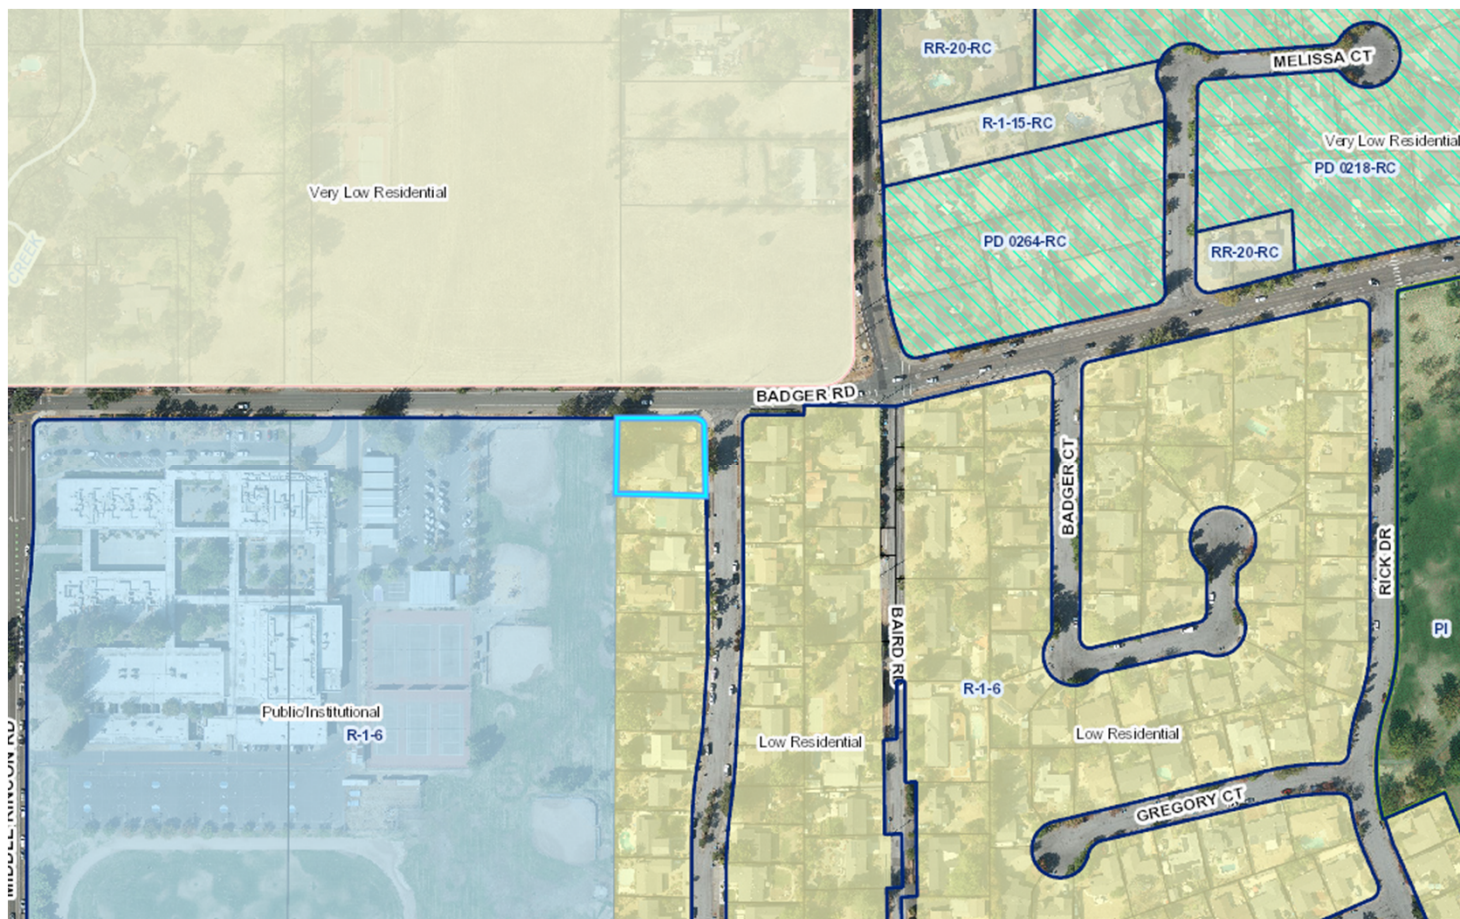 RR-20-RC
MELISSA CT
R-1-15-RC
Very Low Residential
PD 0218-RC
Very Low Residential
PD 0264-RC
RR-20-RC
CREEK
BADGER RD
BADGER CT
RICK DR
BAIRD RD
PI
R-1-6
Public/Institutional
R-1-6
Low Residential
Low Residential
MIDDLE RINCON RD
GREGORY CT